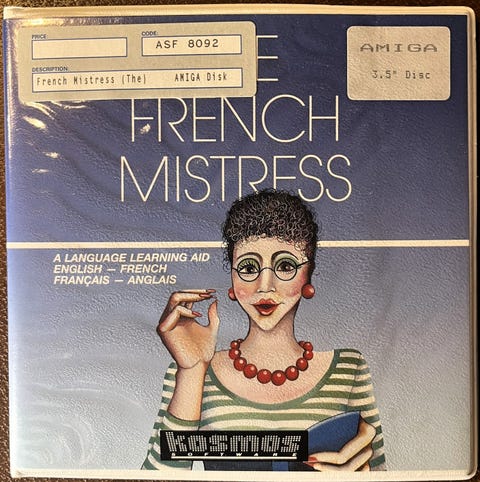 PRICE
CODE:
ASF 8092
DESCRIPTION:
French Mistress (The) AMIGA Disk
AMIGA
3.5" Disc
E
FRENCH
MISTRESS
A LANGUAGE LEARNING AID
ENGLISH — FRENCH
FRANÇAIS — ANGLAIS
kosmos
SOFTWARE